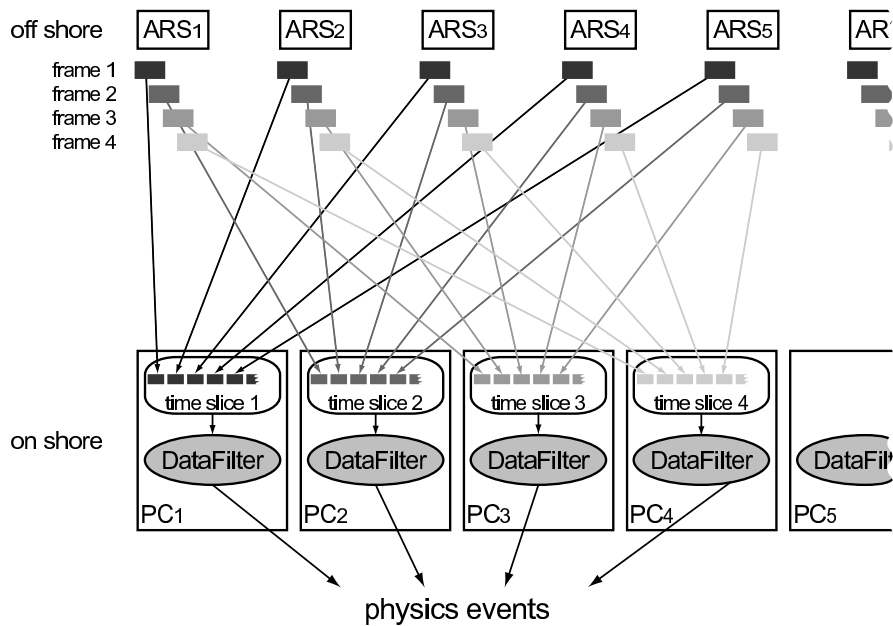 off shore ARS1 ARS2 ARS3 ARS4 ARS5 AR
frame 1
frame 2
frame 3
frame 4
time slice 1 time slice 2 time slice 3 time slice 4
on shore
DataFilter DataFilter DataFilter DataFilter DataFil
PC1 PC2 PC3 PC4 PC5
physics events